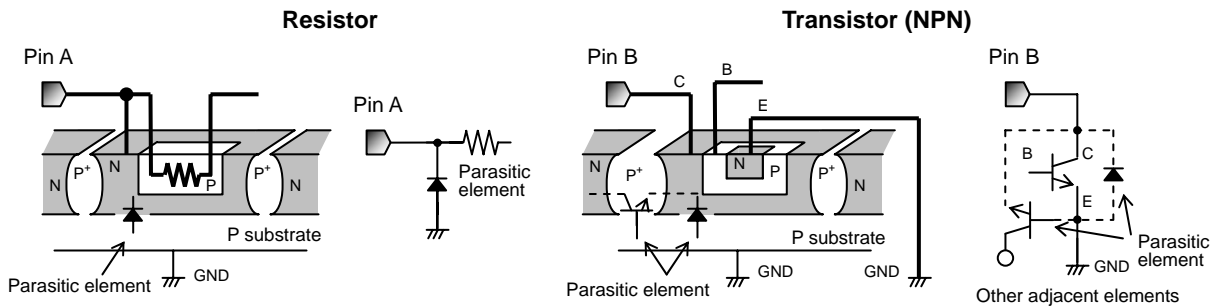 Resistor
Transistor (NPN)
Pin A
Pin A
Pin B
Pin B
C
B
E
N
P+
N
P
P+
N
Parasitic element
N
P+
N
N
P
P+
N
B
C
E
P substrate
Parasitic element
GND
P substrate
Parasitic element
GND
GND
GND
Parasitic element
Other adjacent elements